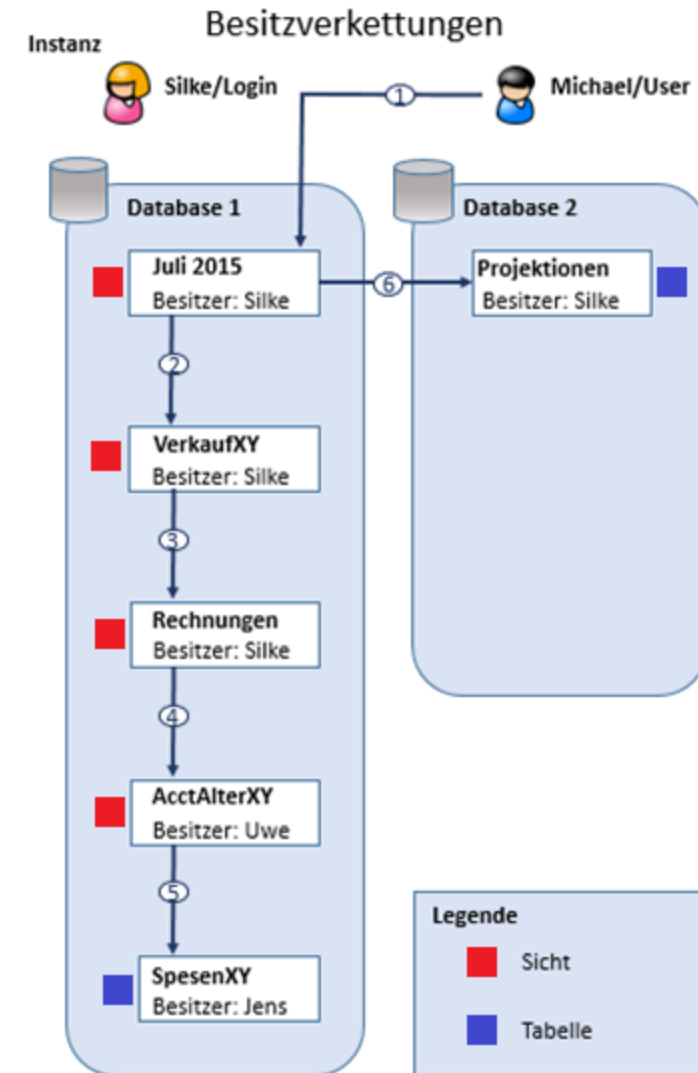 Besitzverkettungen
Instanz
Silke/Login
1
Michael/User
Database 1
Database 2
Juli 2015
Besitzer: Silke
6
Projektionen
Besitzer: Silke
2
VerkaufXY
Besitzer: Silke
3
Rechnungen
Besitzer: Silke
4
AcctAlterXY
Besitzer: Uwe
5
SpesenXY
Besitzer: Jens
Legende
Sicht
Tabelle